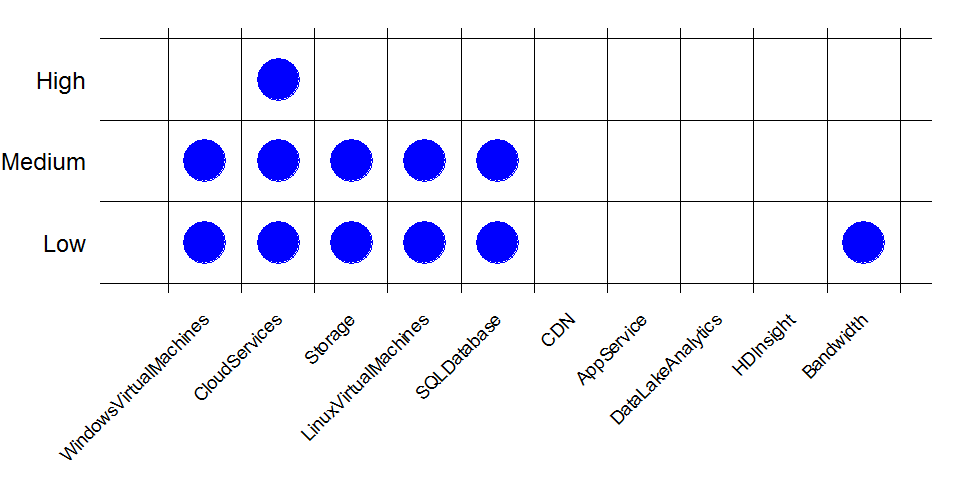 High
Medium
Low
WindowsVirtualMachines
CloudServices
Storage
LinuxVirtualMachines
SQLDatabase
CDN
AppService
DataLakeAnalytics
HDInsight
Bandwidth